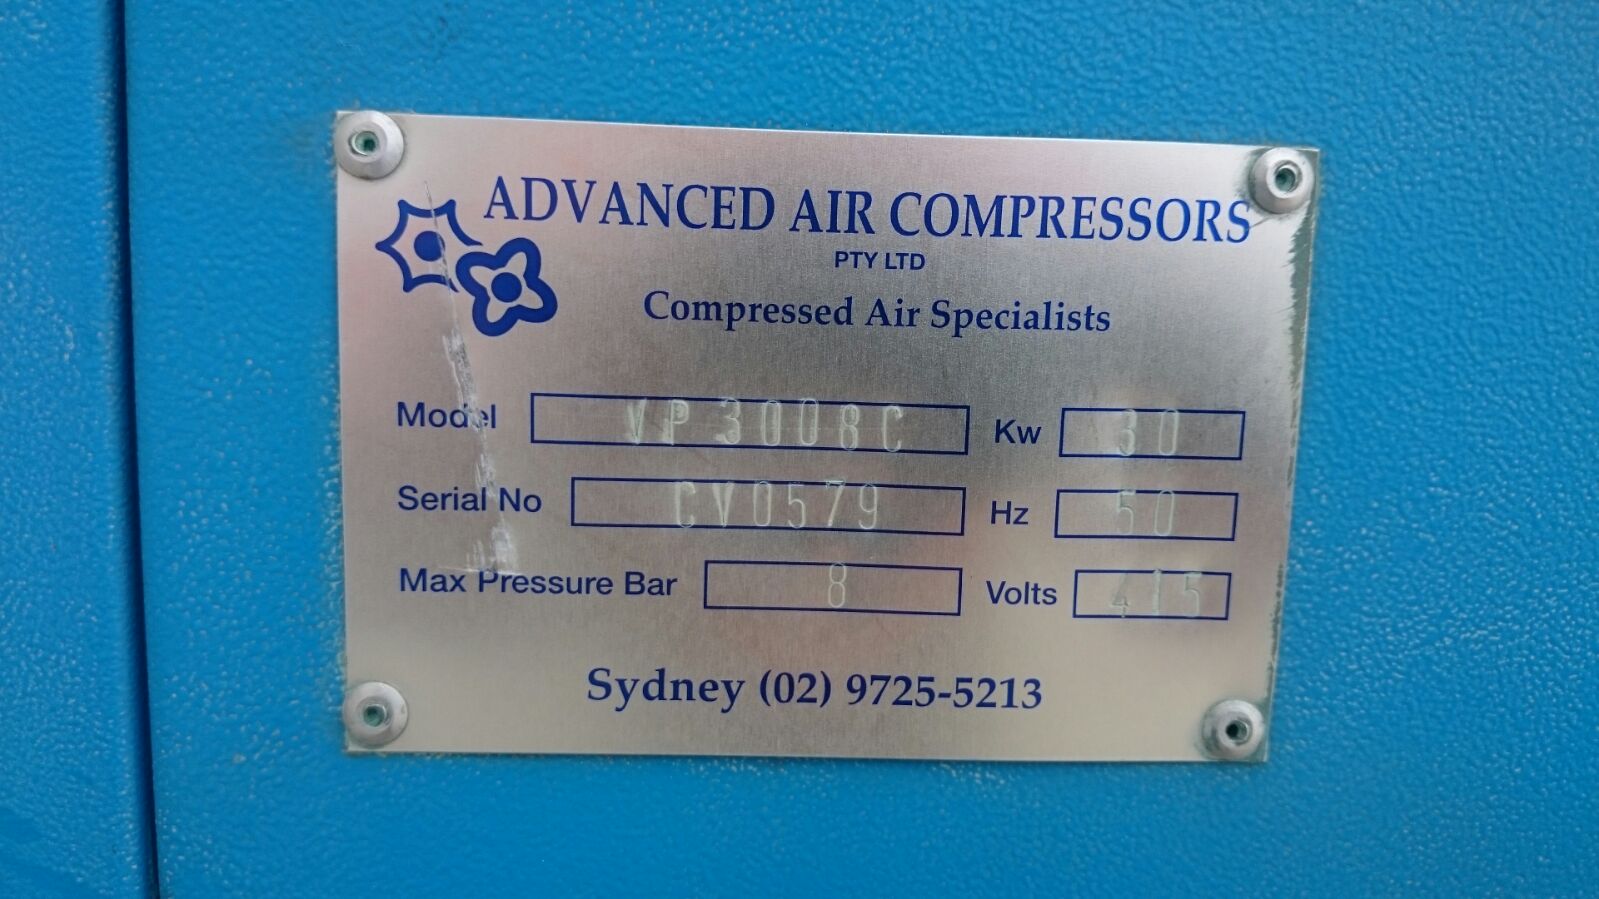 ADVANCED AIR COMPRESSORS
PTY LTD
Compressed Air Specialists
Model VP3008C Kw 30
Serial No CV0579 Hz 50
Max Pressure Bar 8 Volts 415
Sydney (02) 9725-5213